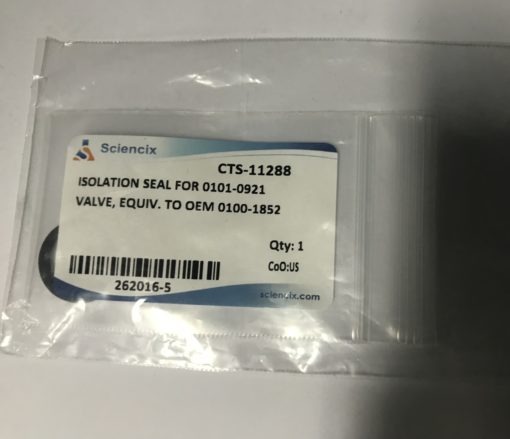 Sciencix
CTS-11288
ISOLATION SEAL FOR 0101-0921
VALVE, EQUIV. TO OEM 0100-1852
Qty: 1
CoO:US
262016-5
sciencix.com